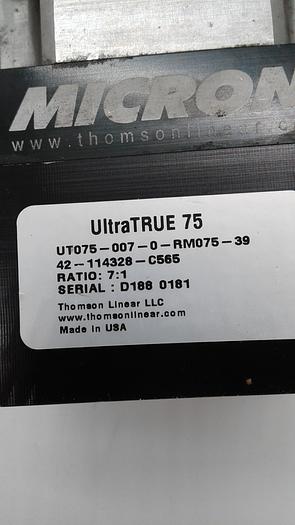 MICRON
www.thomsonlinear.c
UltraTRUE 75
UT075-007-0-RM075-39
42-114328-C565
RATIO: 7:1
SERIAL : D188 0181
Thomson Linear LLC
www.thomsonlinear.com
Made in USA